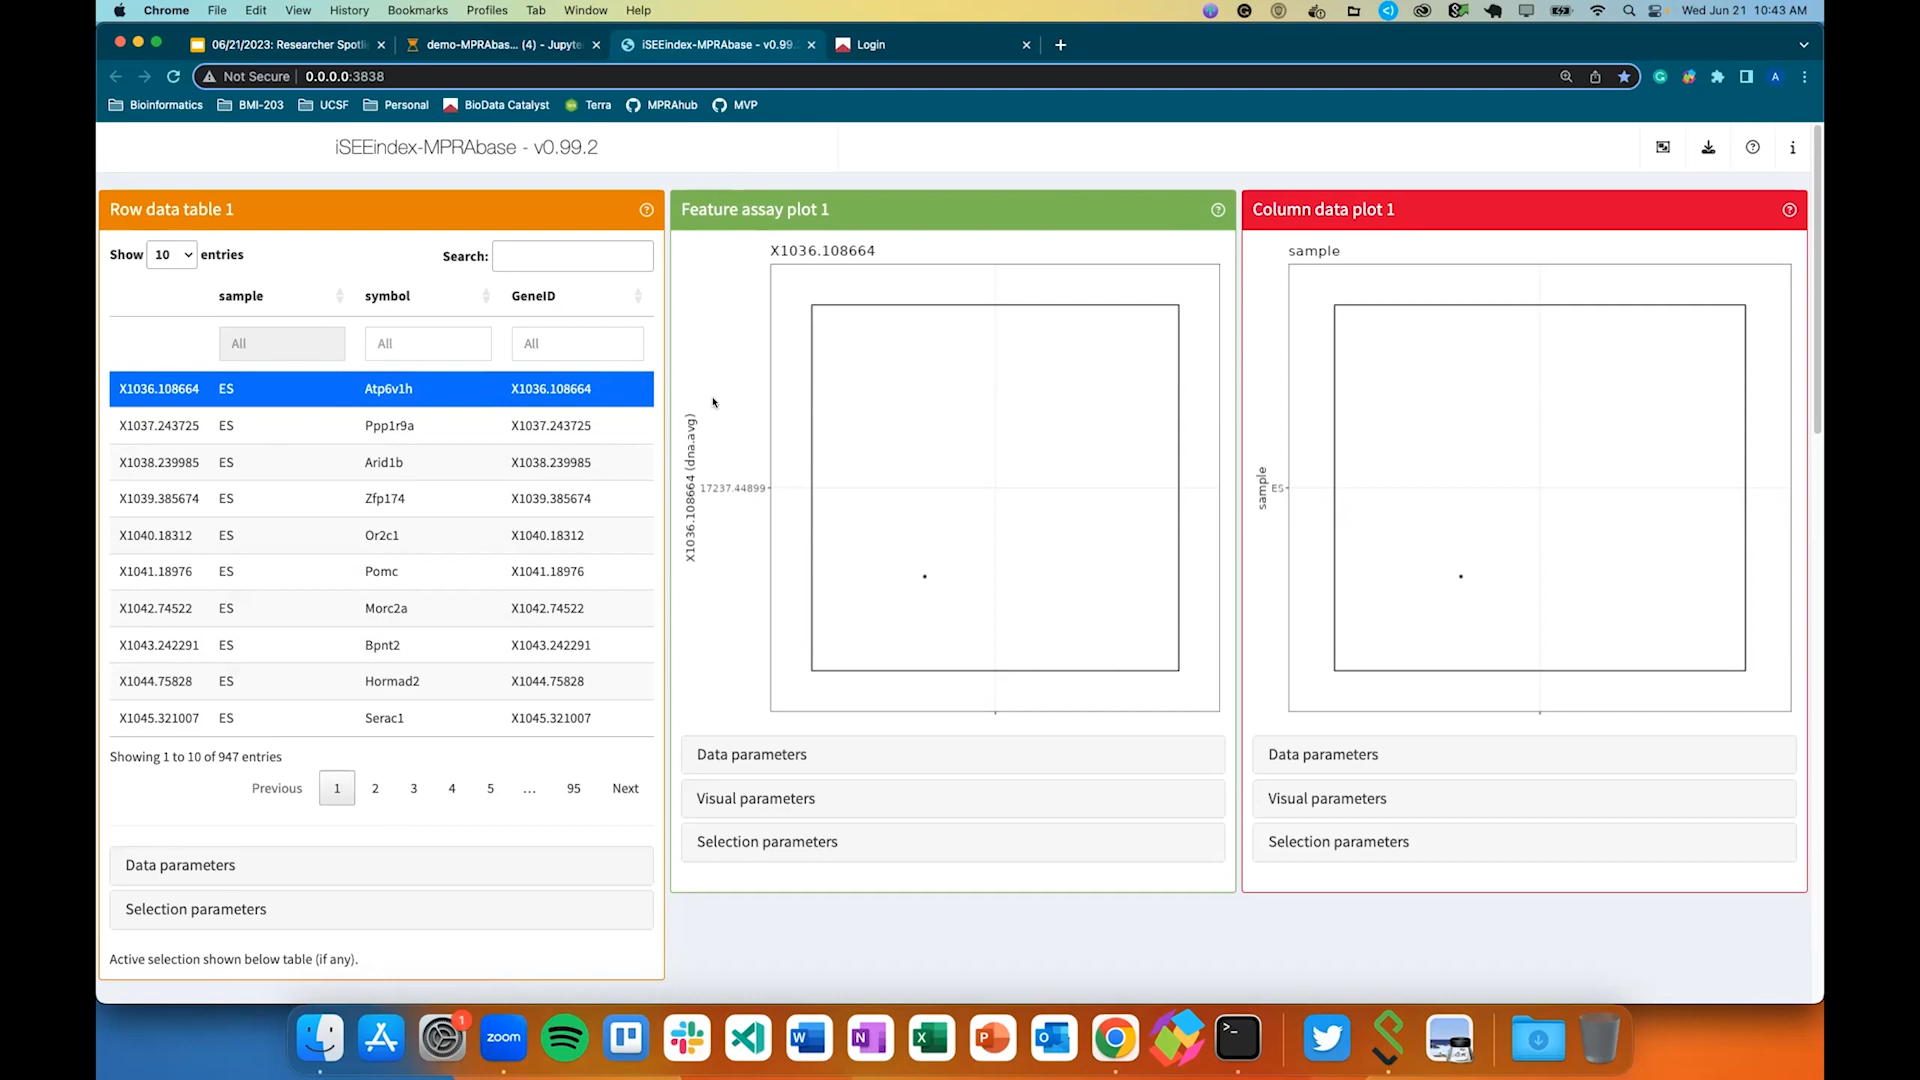 Chrome File Edit View History Bookmarks Profiles Tab Window Help Wed Jun 21 10:43 AM
06/21/2023: Researcher Spotli demo-MPRAbas... (4) - Jupyte iSEEindex-MPRAbase - v0.99. Login
Not Secure 0.0.0.0:3838 A
Bioinformatics BMI-203 UCSF Personal BioData Catalyst Terra MPRAhub MVP
iSEEindex-MPRAbase - v0.99.2
Row data table 1
Show 10 entries
Search:
sample symbol GeneID
All All All
X1036.108664 ES Atp6v1h X1036.108664
X1037.243725 ES Ppp1r9a X1037.243725
X1038.239985 ES Arid1b X1038.239985
X1039.385674 ES Zfp174 X1039.385674
X1040.18312 ES Or2c1 X1040.18312
X1041.18976 ES Pomc X1041.18976
X1042.74522 ES Morc2a X1042.74522
X1043.242291 ES Bpnt2 X1043.242291
X1044.75828 ES Hormad2 X1044.75828
X1045.321007 ES Serac1 X1045.321007
Showing 1 to 10 of 947 entries
Previous 1 2 3 4 5 ... 95 Next
Data parameters
Selection parameters
Active selection shown below table (if any).
Feature assay plot 1
X1036.108664
X1036.108664 (dna.avg)
17237.44899
Data parameters
Visual parameters
Selection parameters
Column data plot 1
sample
sample
ES
Data parameters
Visual parameters
Selection parameters
1
zoom
W N X P O